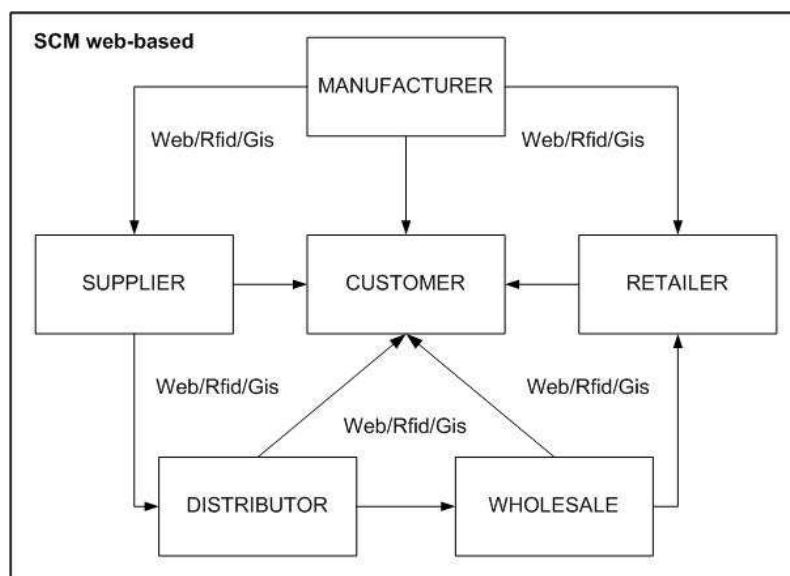 SCM web-based
MANUFACTURER
Web/Rfid/Gis
Web/Rfid/Gis
SUPPLIER
CUSTOMER
RETAILER
Web/Rfid/Gis
Web/Rfid/Gis
Web/Rfid/Gis
DISTRIBUTOR
WHOLESALE